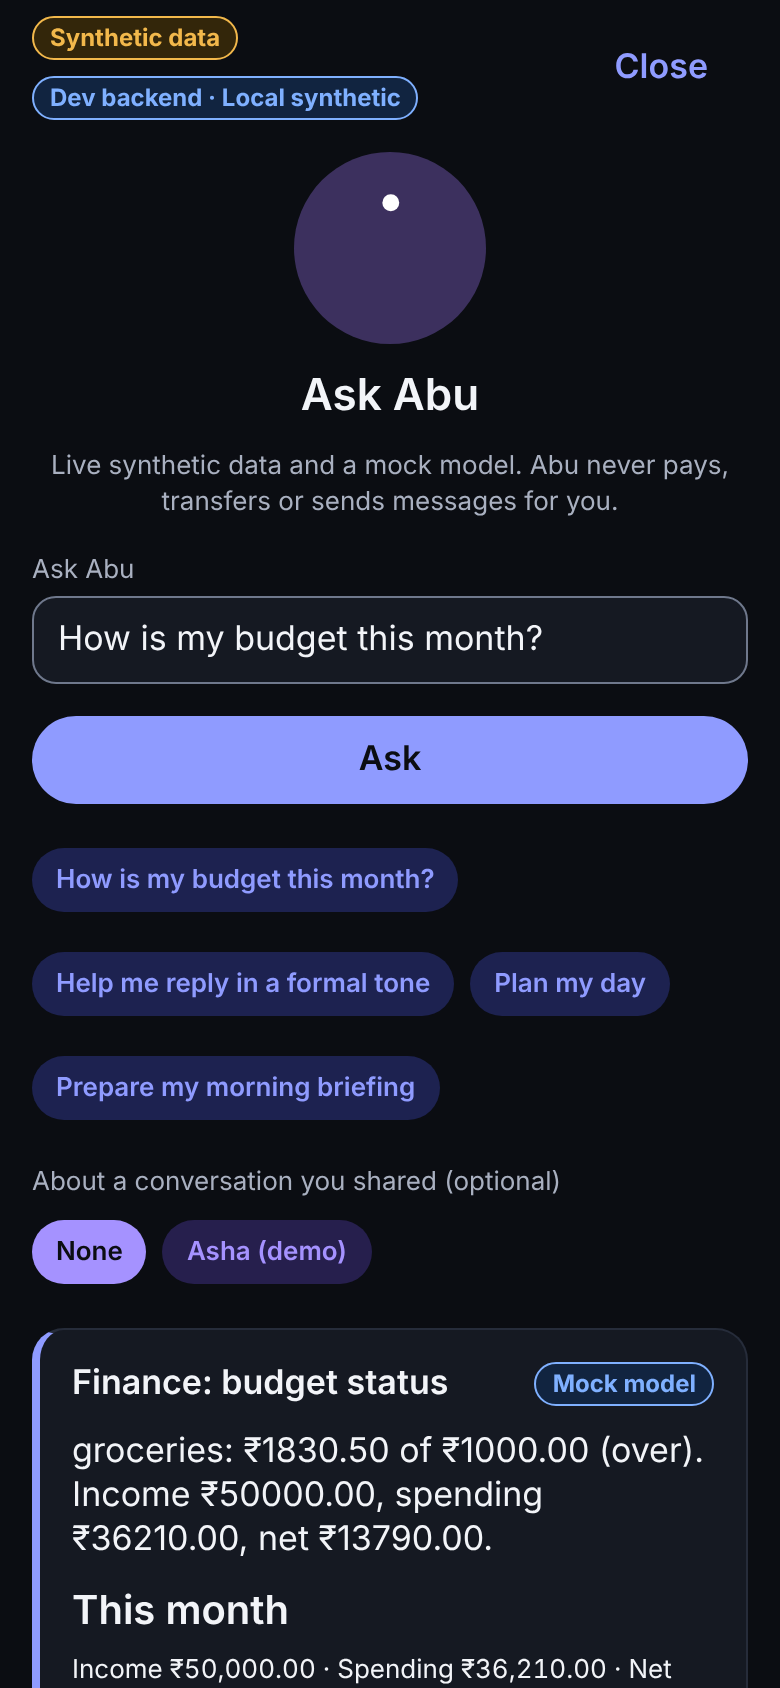 Synthetic data
Close
Dev backend · Local synthetic
Ask Abu
Live synthetic data and a mock model. Abu never pays,
transfers or sends messages for you.
Ask Abu
How is my budget this month?
Ask
How is my budget this month?
Help me reply in a formal tone
Plan my day
Prepare my morning briefing
About a conversation you shared (optional)
None
Asha (demo)
Finance: budget status
Mock model
groceries: ₹1830.50 of ₹1000.00 (over).
Income ₹50000.00, spending
₹36210.00, net ₹13790.00.
This month
Income ₹50,000.00 · Spending ₹36,210.00 · Net